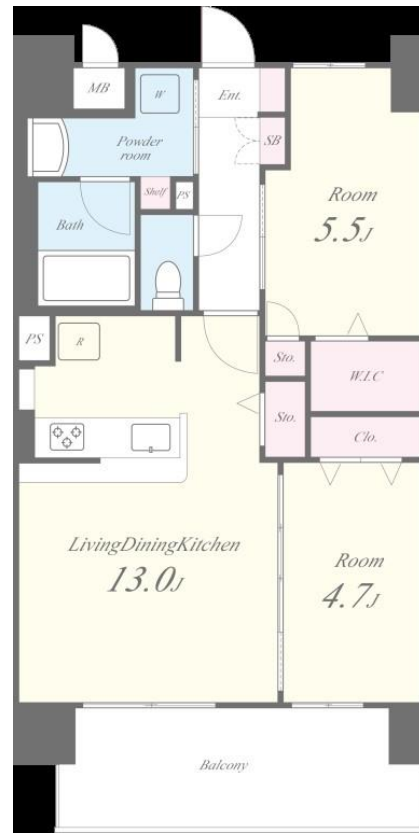 MB
W
Ent.
Powder
room
SB
Shelf
PS
Bath
Room
5.5J
PS
R
Sto.
W.I.C
Sto.
Clo.
LivingDiningKitchen
13.0J
Room
4.7J
Balcony